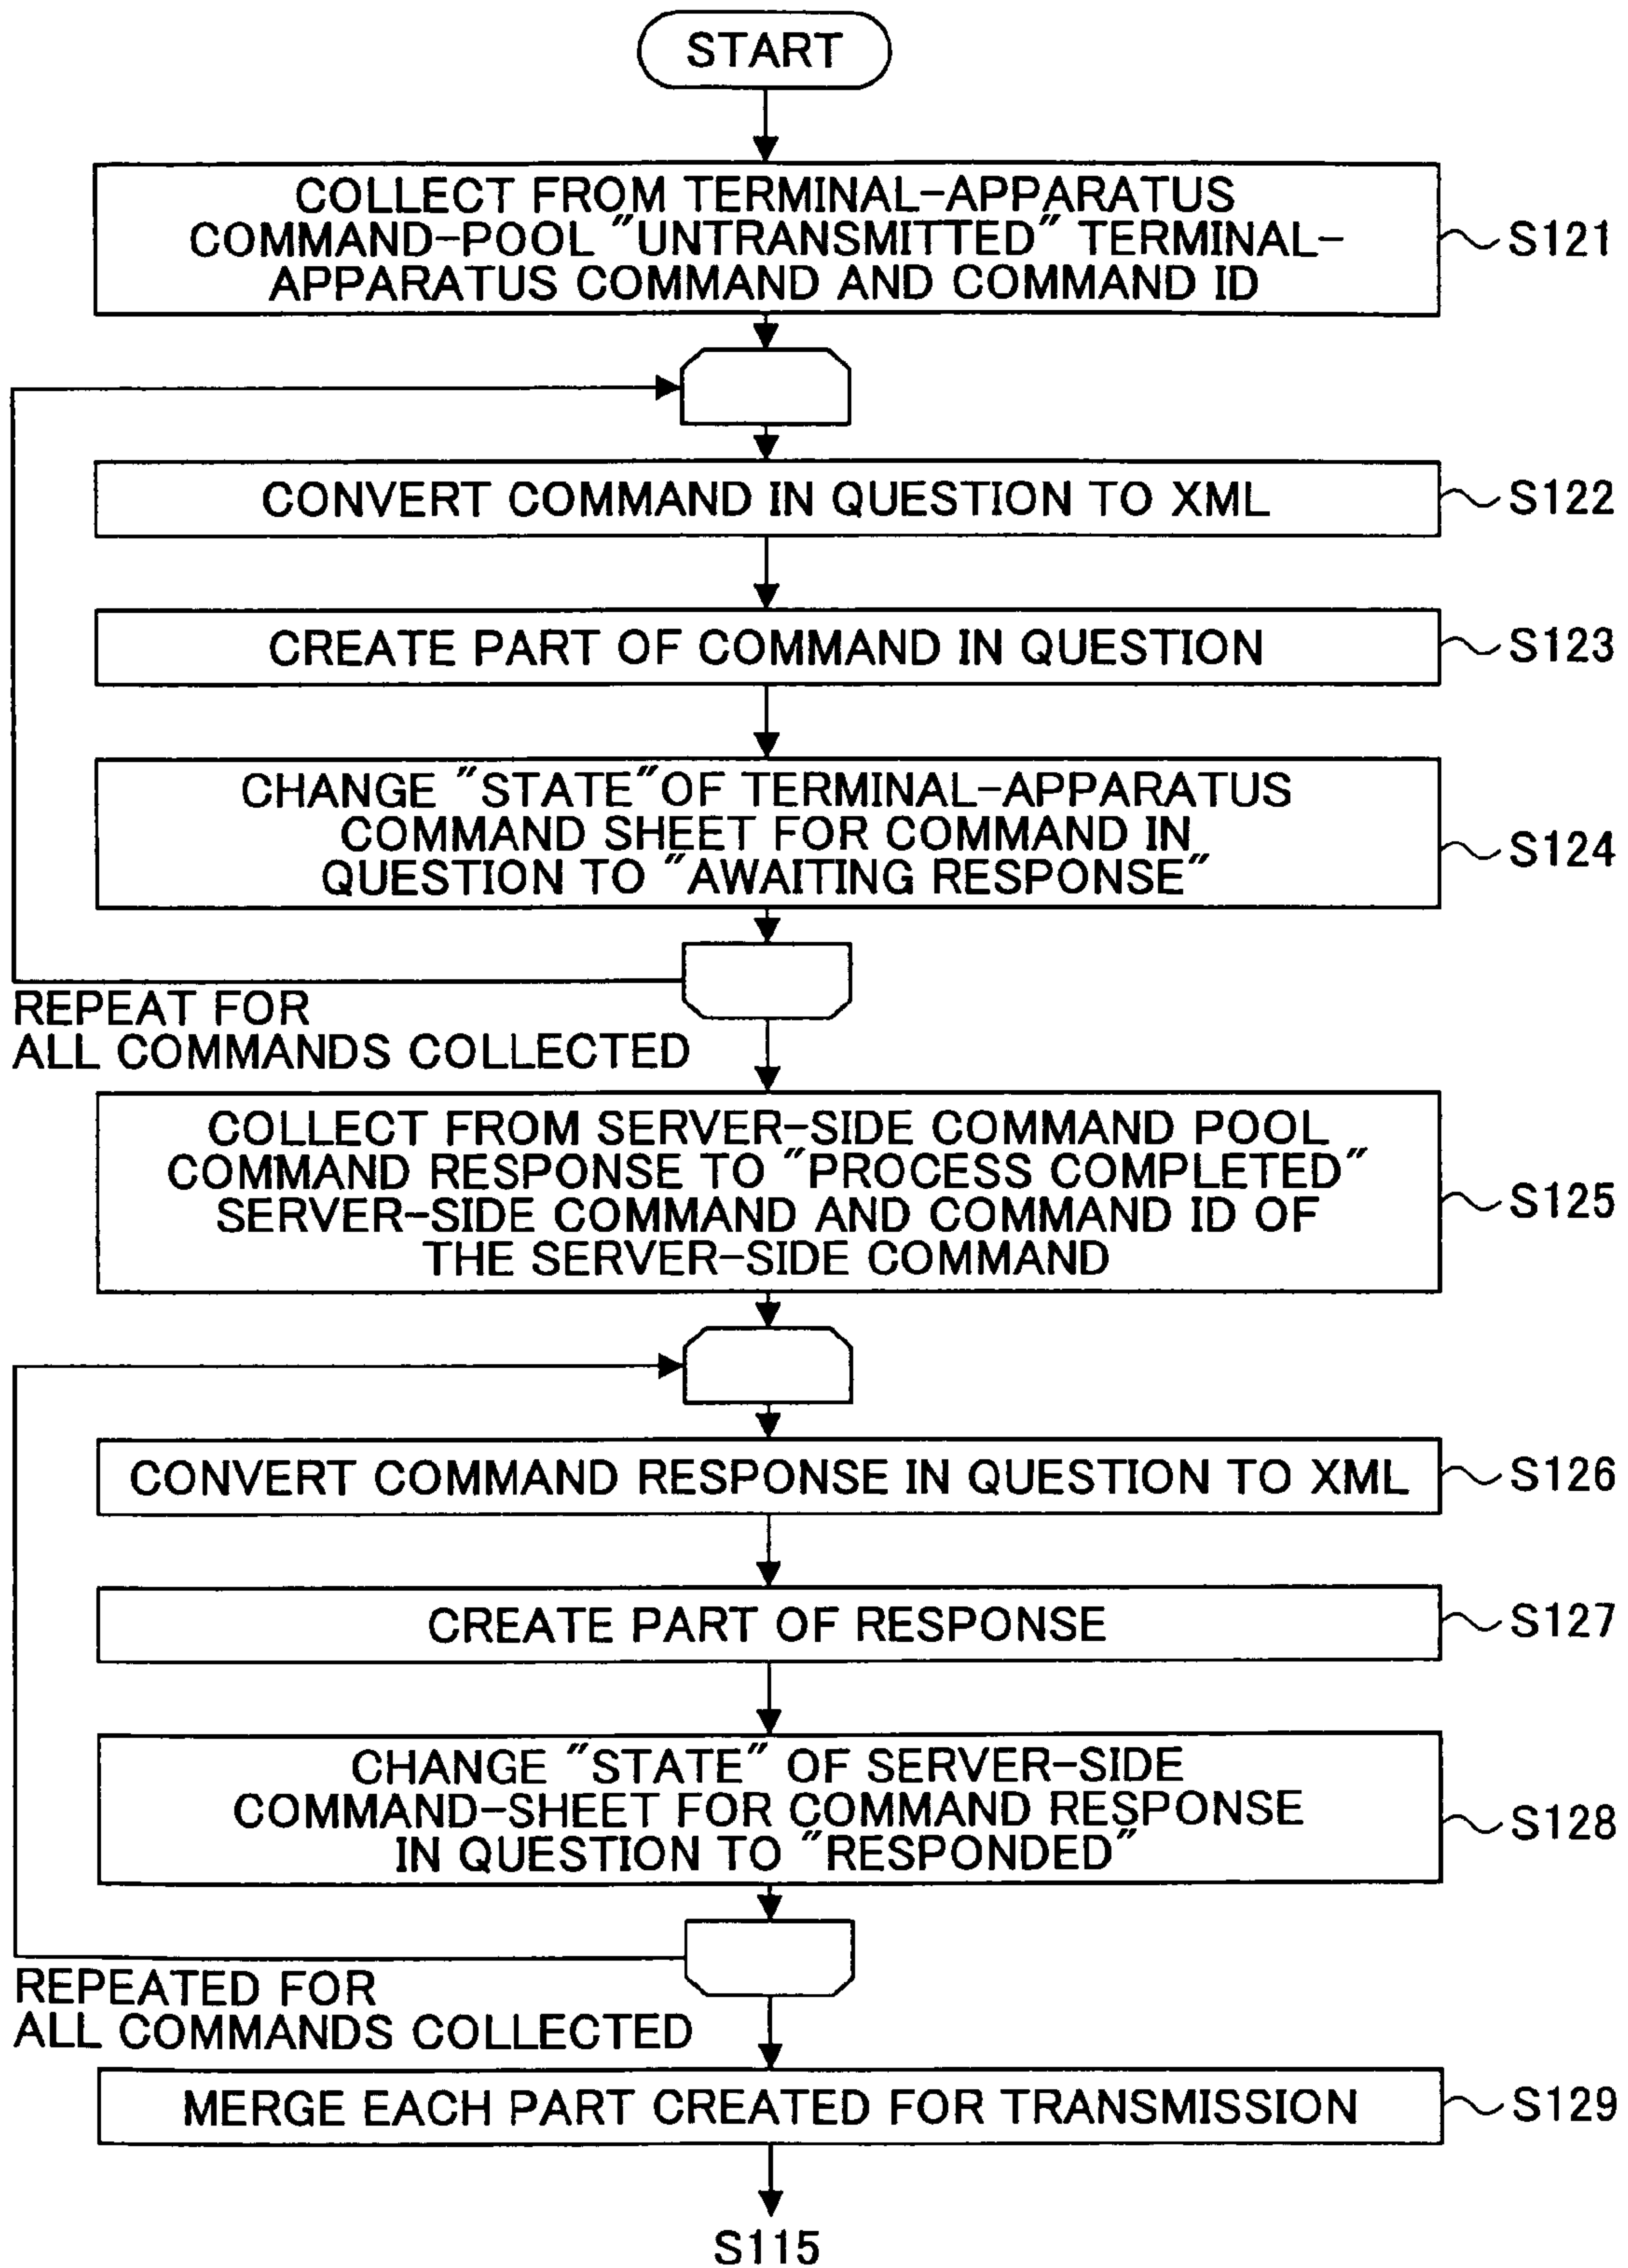 START
COLLECT FROM TERMINAL-APPARATUS
COMMAND-POOL "UNTRANSMITTED" TERMINAL-
APPARATUS COMMAND AND COMMAND ID
S121
CONVERT COMMAND IN QUESTION TO XML
S122
CREATE PART OF COMMAND IN QUESTION
S123
CHANGE "STATE"OF TERMINAL-APPARATUS
COMMAND SHEET FOR COMMAND IN
QUESTION TO "AWAITING RESPONSE"
S124
REPEAT FOR
ALL COMMANDS COLLECTED
COLLECT FROM SERVER-SIDE COMMAND POOL
COMMAND RESPONSE TO "PROCESS COMPLETED"
SERVER-SIDE COMMAND AND COMMAND ID OF
THE SERVER-SIDE COMMAND
S125
CONVERT COMMAND RESPONSE IN QUESTION TO XML
S126
CREATE PART OF RESPONSE
S127
CHANGE "STATE" OF SERVER-SIDE
COMMAND-SHEET FOR COMMAND RESPONSE
IN QUESTION TO "RESPONDED"
S128
REPEATED FOR
ALL COMMANDS COLLECTED
MERGE EACH PART CREATED FOR TRANSMISSION
S129
S115